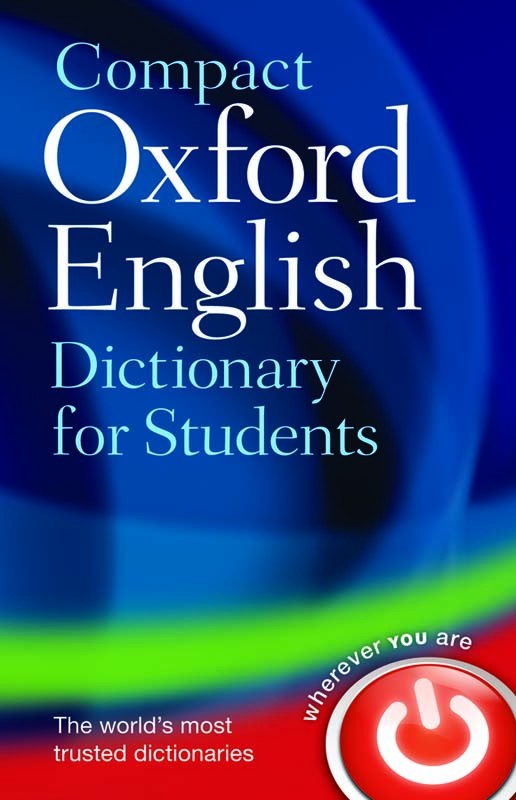 Compact
Oxford
English
Dictionary
for Students
wherever YOU are
The world's most
trusted dictionaries